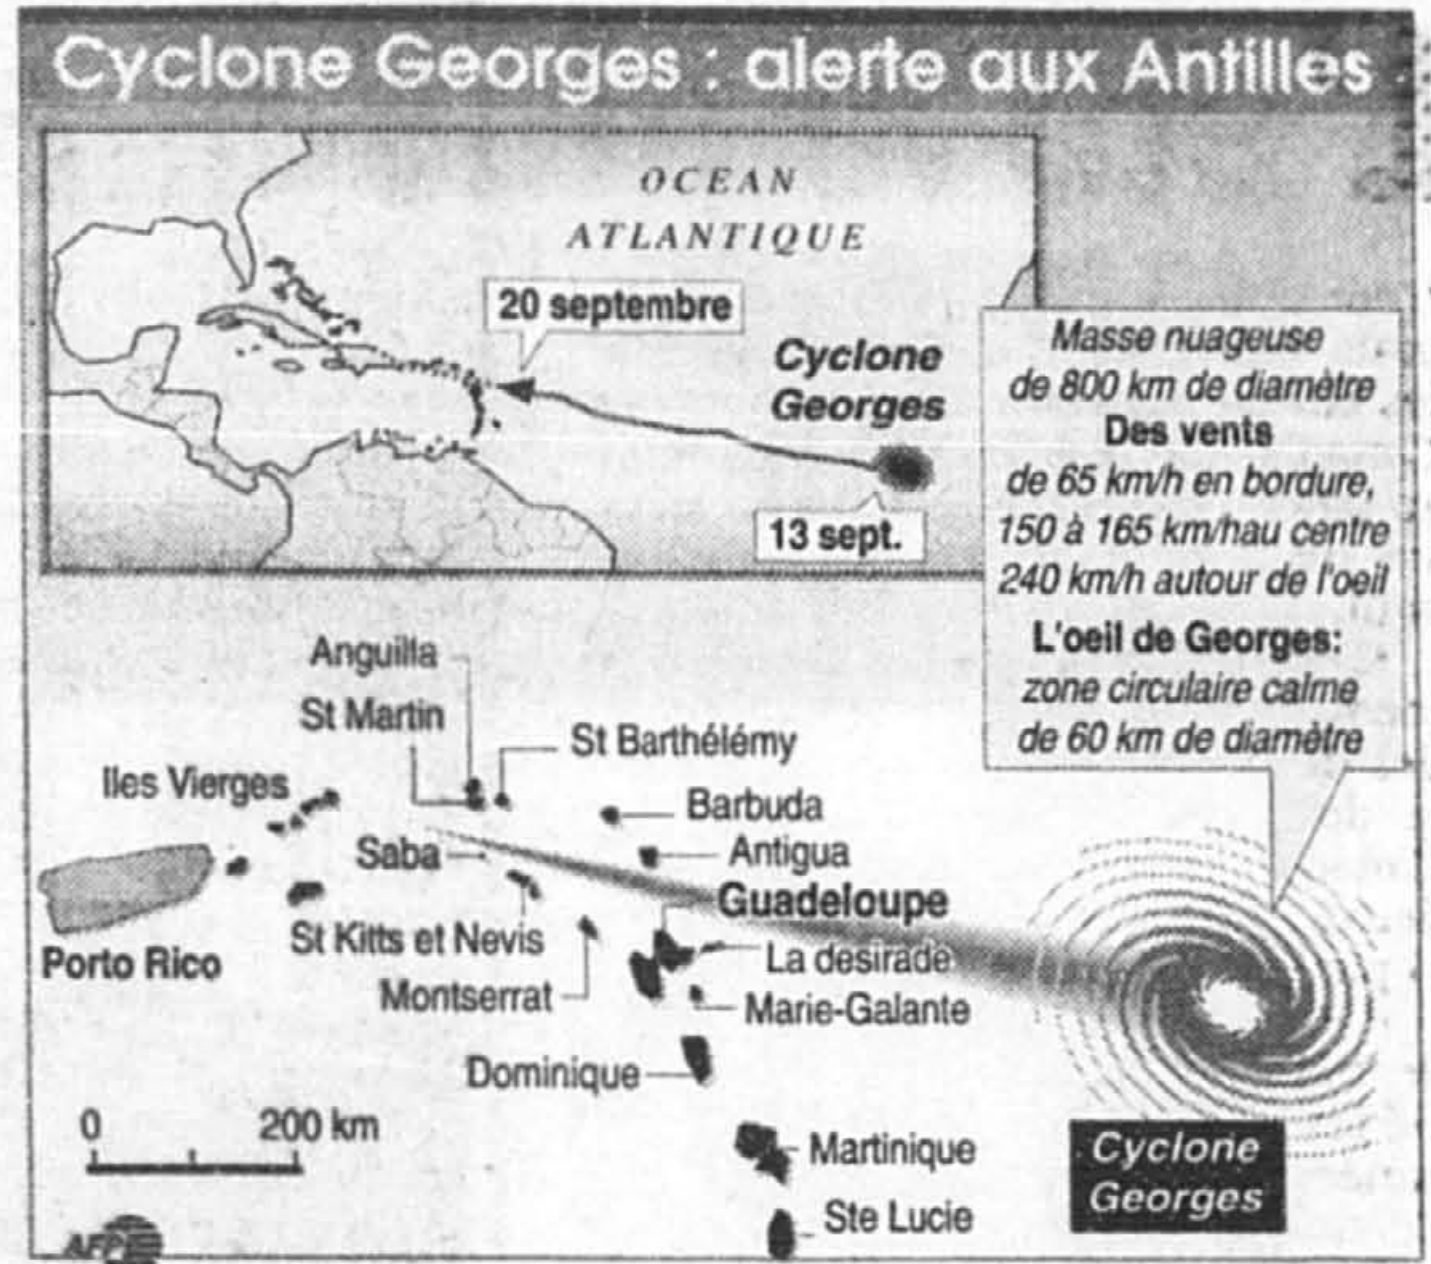 Cyclone Georges : alerte aux Antilles
OCEAN
ATLANTIQUE
20 septembre
Cyclone
Georges
13 sept.
Masse nuageuse
de 800 km de diamètre
Des vents
de 65 km/h en bordure,
150 à 165 km/hau centre
240 km/h autour de l'oeil
L'oeil de Georges:
zone circulaire calme
de 60 km de diamètre
Anguilla
St Martin
St Barthélémy
Iles Vierges
Barbuda
Saba
Antigua
Guadeloupe
St Kitts et Nevis
La desirade
Porto Rico
Montserrat
Marie-Galante
Dominique
0 200 km
Martinique
Cyclone
Georges
Ste Lucie
AFP